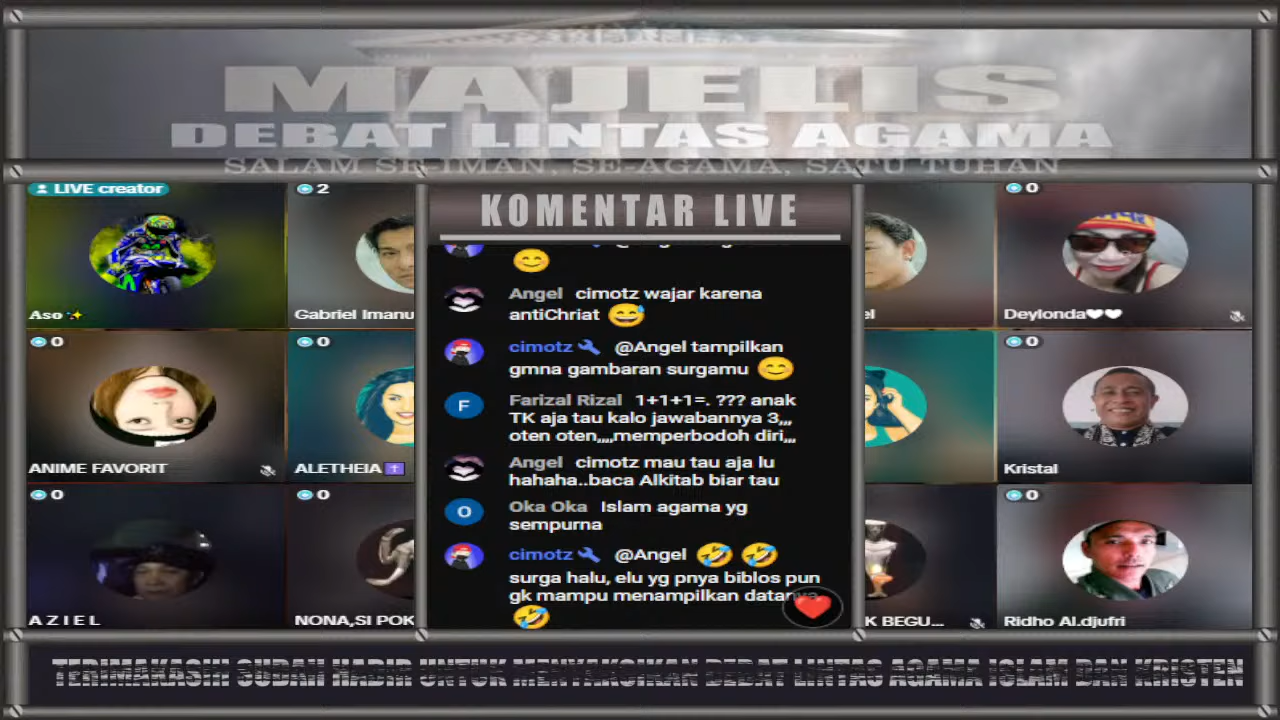 MAJELIS
DEBAT LINTAS AGAMA
SALAM SE-IMAN, SE-AGAMA, SATU TUHAN
LIVE creator
2
0
KOMENTAR LIVE
Aso
Gabriel Imanu
el
Deylonda
Angel cimotz wajar karena
antiChriat
cimotz @Angel tampilkan
gmna gambaran surgamu
Farizal Rizal 1+1+1=. ??? anak
TK aja tau kalo jawabannya 3,,,
oten oten,,,,memperbodoh diri,,,
Angel cimotz mau tau aja lu
hahaha..baca Alkitab biar tau
Oka Oka Islam agama yg
sempurna
cimotz @Angel
surga halu, elu yg pnya biblos pun
gk mampu menampilkan datanya
0
0
0
ANIME FAVORIT
ALETHEIA
Kristal
0
0
0
A Z I E L
NONA,SI POK
K BEGU...
Ridho Al.djufri
TERIMAKASIH SUDAH HADIR UNTUK MENYAKSIKAN DEBAT LINTAS AGAMA ISLAM DAN KRISTEN